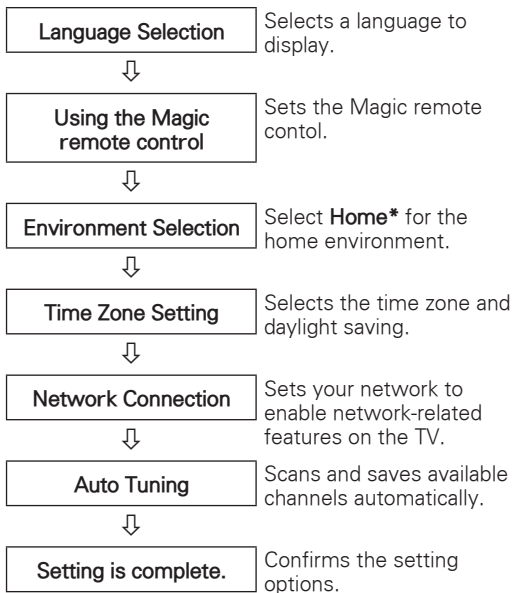 Language Selection
Selects a language to
display.
Using the Magic
remote control
Sets the Magic remote
contol.
Environment Selection
Select Home* for the
home environment.
Time Zone Setting
Selects the time zone and
daylight saving.
Network Connection
Sets your network to
enable network-related
features on the TV.
Auto Tuning
Scans and saves available
channels automatically.
Setting is complete.
Confirms the setting
options.